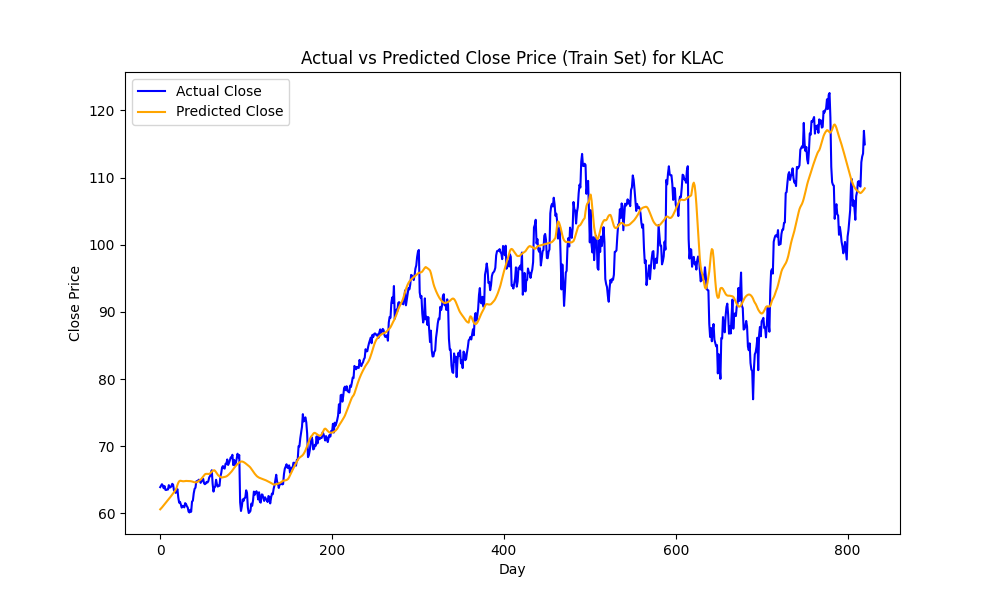 Actual vs Predicted Close Price (Train Set) for KLAC
Actual Close
Predicted Close
Close Price
120
110
100
90
80
70
60
0
200
400
600
800
Day